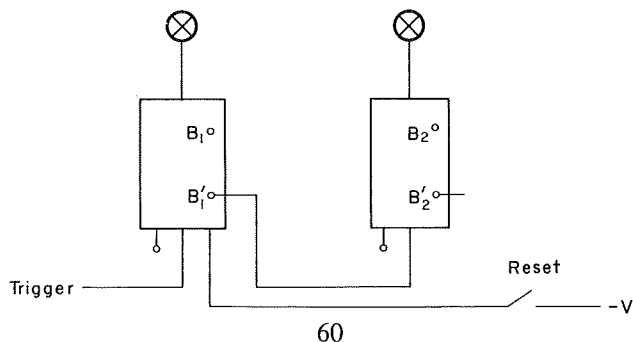 B₁
B₂
B₁′
B₂′
Reset
Trigger
-V
60